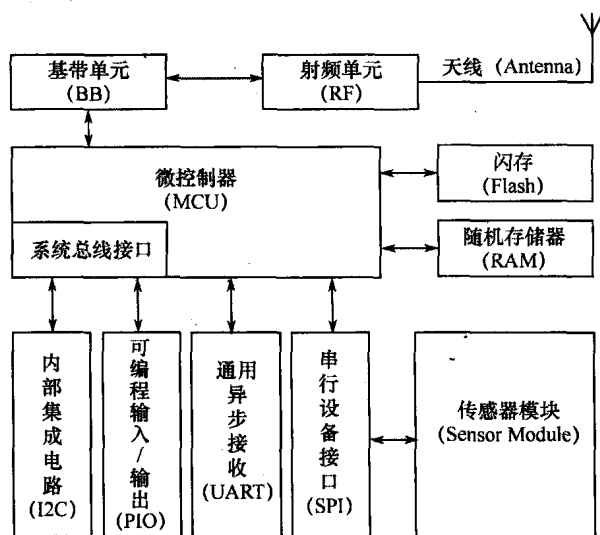 基带单元
(BB)
射频单元
(RF)
天线 (Antenna)
微控制器
(MCU)
系统总线接口
闪存
(Flash)
随机存储器
(RAM)
内部集成电路
(I2C)
可编程输入/输出
(PIO)
通用异步接收
(UART)
串行设备接口
(SPI)
传感器模块
(Sensor Module)